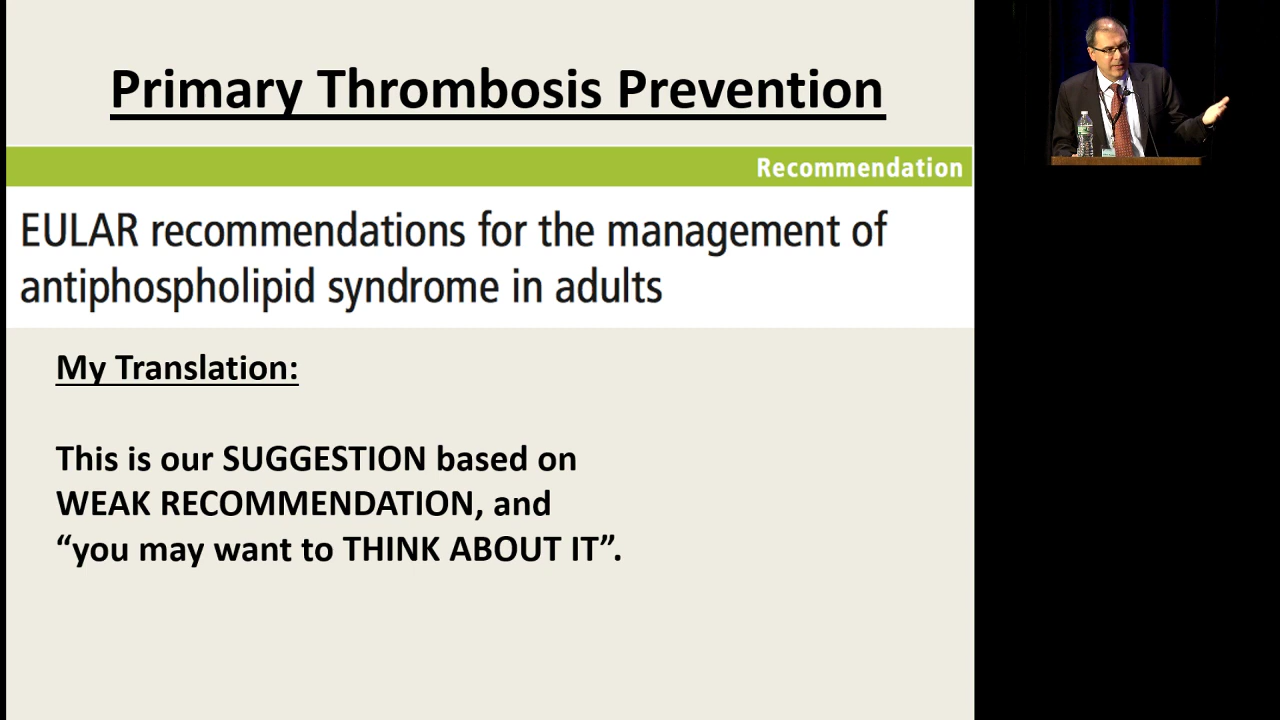 Primary Thrombosis Prevention
Recommendation
EULAR recommendations for the management of
antiphospholipid syndrome in adults
My Translation:
This is our SUGGESTION based on
WEAK RECOMMENDATION, and
“you may want to THINK ABOUT IT”.